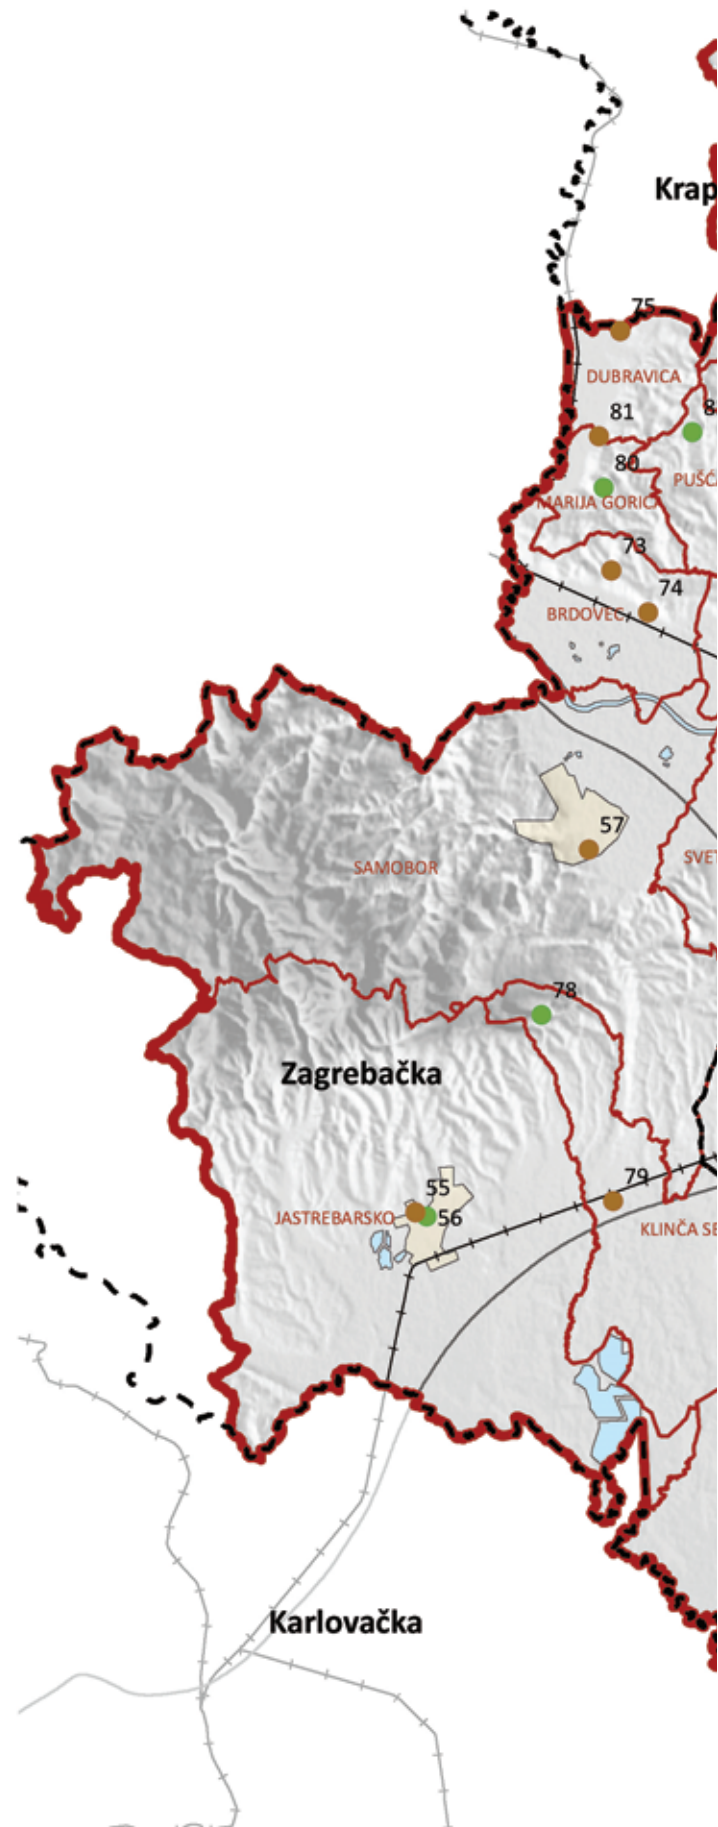 Krap
75
DUBRAVICA
81
8
80
PUŠĆ
MARIJA GORICA
73
74
BRDOVEC
57
SAMOBOR
SVET
78
Zagrebačka
55
79
JASTREBARSKO
56
KLINČA SE
Karlovačka